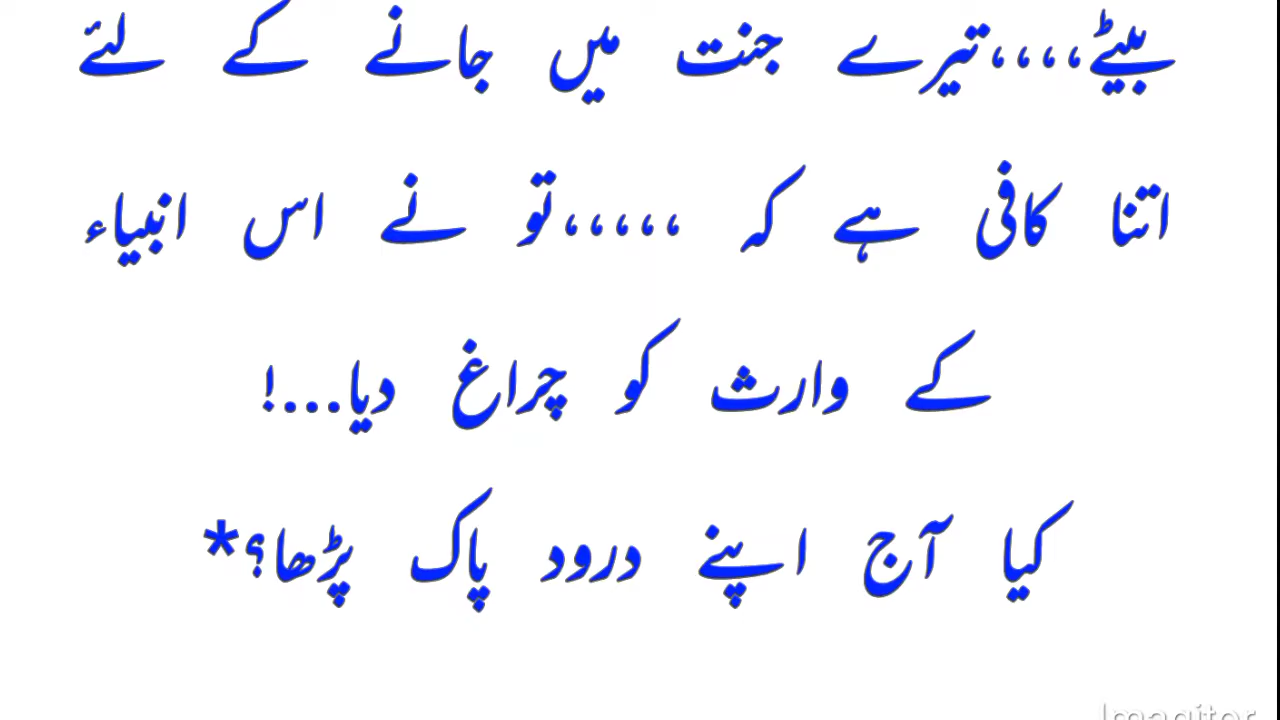 بیٹے،،،،تیرے جنت میں جانے کے لئے
اتنا کافی ہے کہ ،،،،،تو نے اس انبیاء
کے وارث کو چراغ دیا...!
کیا آج اپنے درود پاک پڑھا؟*
Imagitor